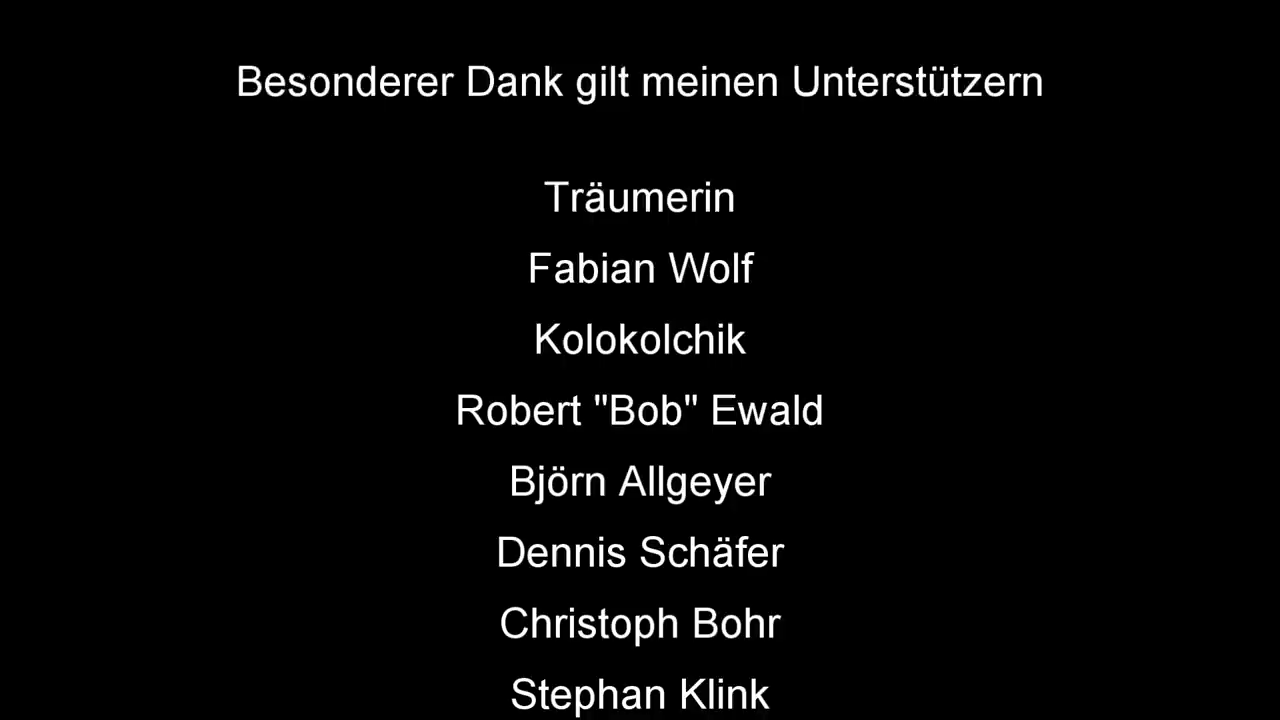 Besonderer Dank gilt meinen Unterstützern
Träumerin
Fabian Wolf
Kolokolchik
Robert "Bob" Ewald
Björn Allgeyer
Dennis Schäfer
Christoph Bohr
Stephan Klink